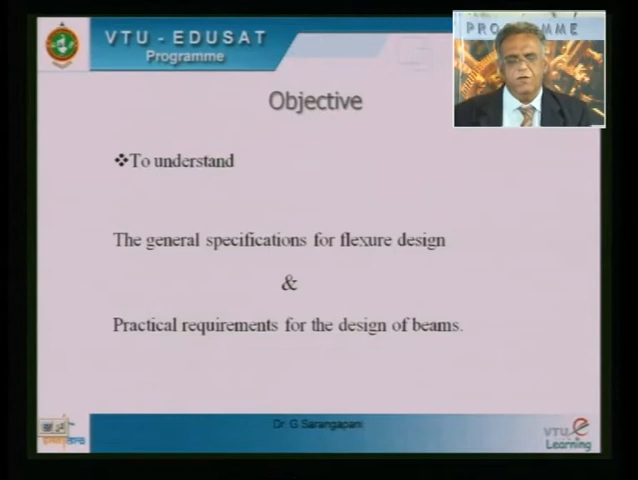 VTU - EDUSAT
Programme
PROGRAMME
Objective
❖To understand
The general specifications for flexure design
&
Practical requirements for the design of beams.
Dr. G Sarangapani
VTU e
Learning